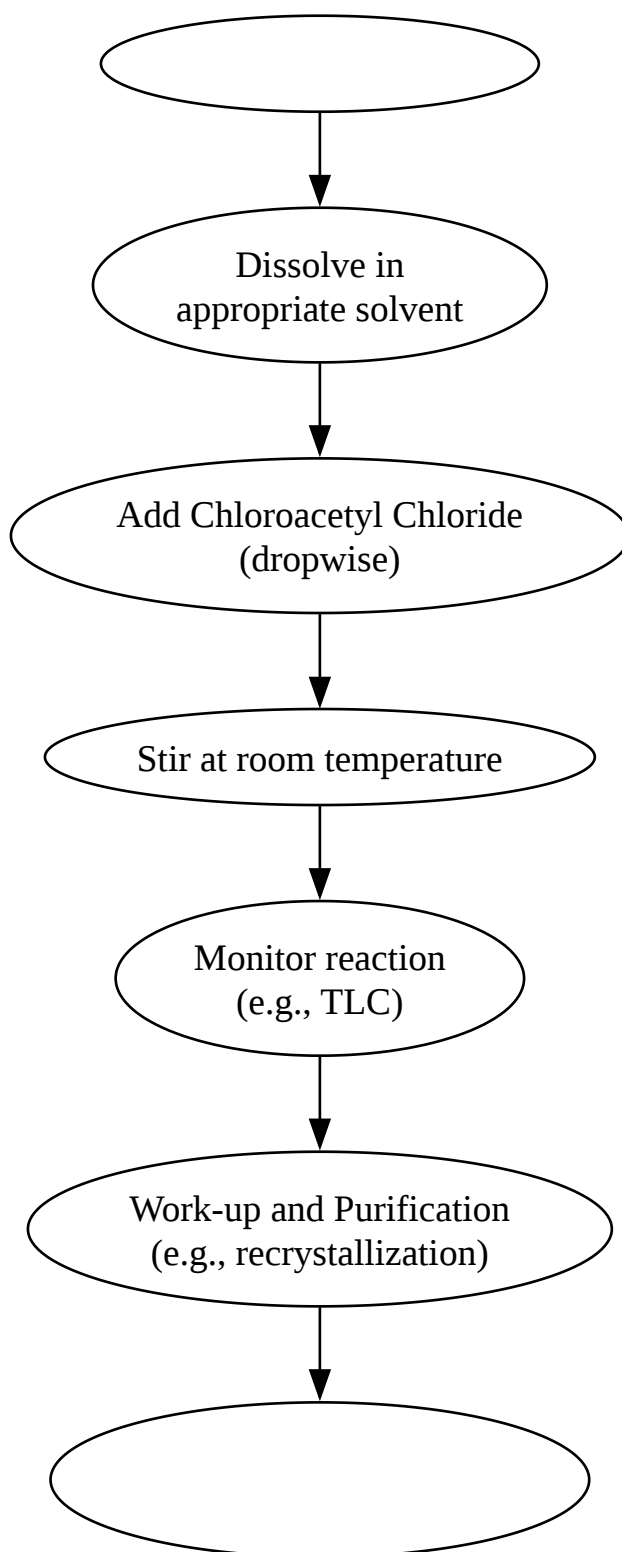 Dissolve in
appropriate solvent
Add Chloroacetyl Chloride
(dropwise)
Stir at room temperature
Monitor reaction
(e.g., TLC)
Work-up and Purification
(e.g., recrystallization)